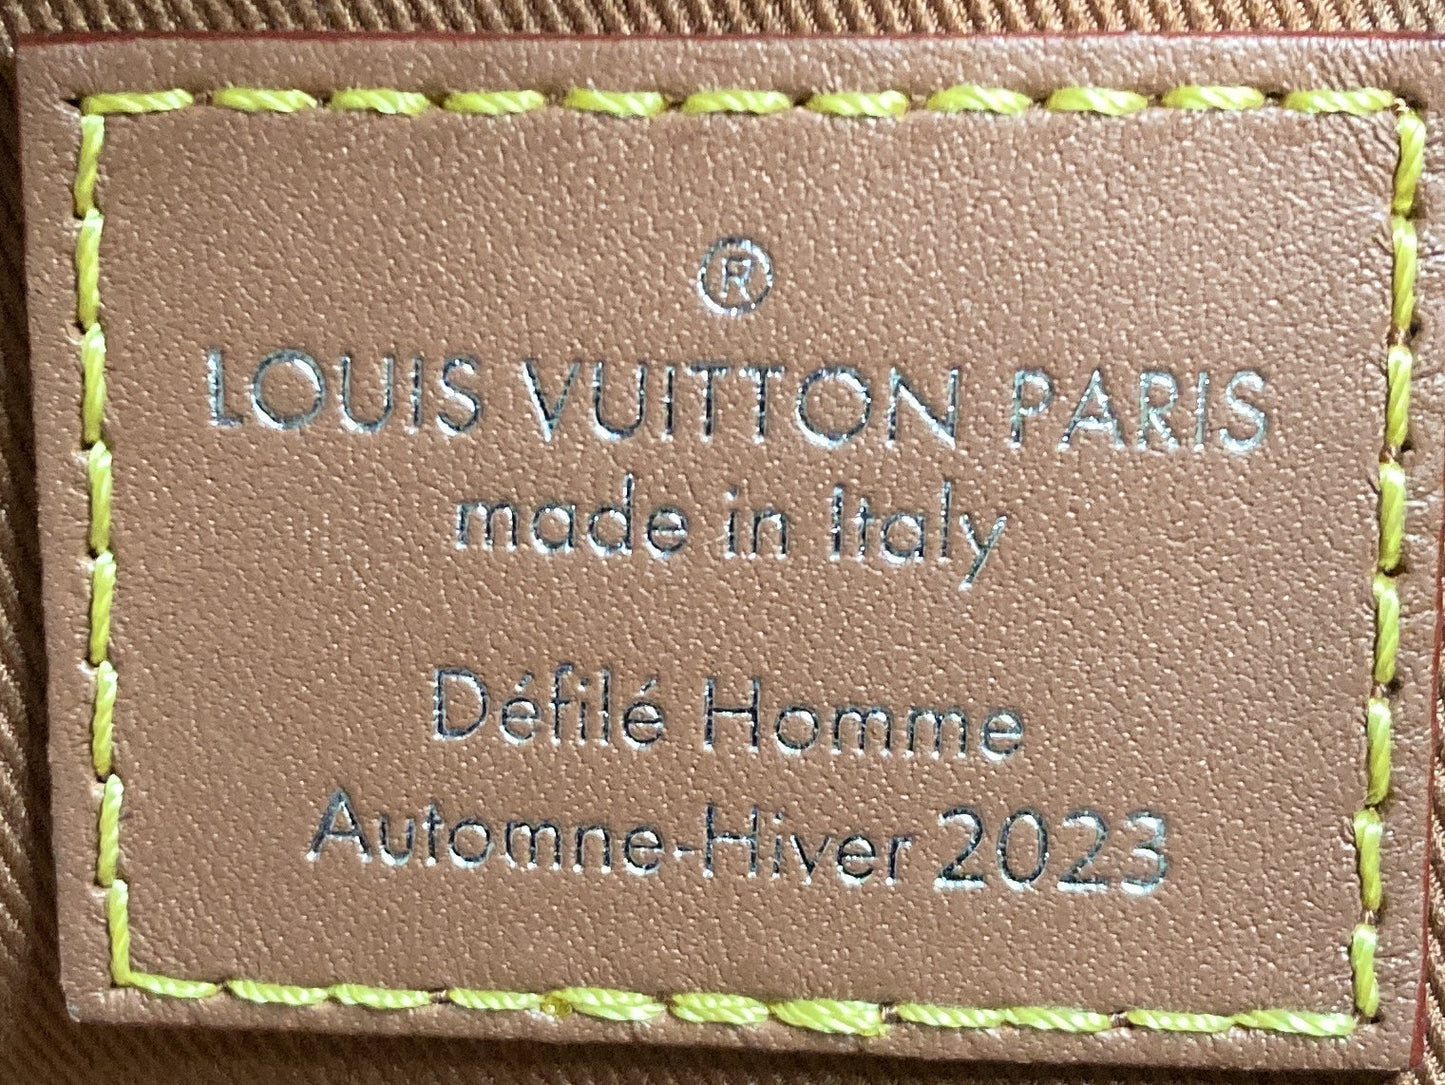 ®
LOUIS VUITTON PARIS
made in Italy
Défilé Homme
Automne-Hiver 2023